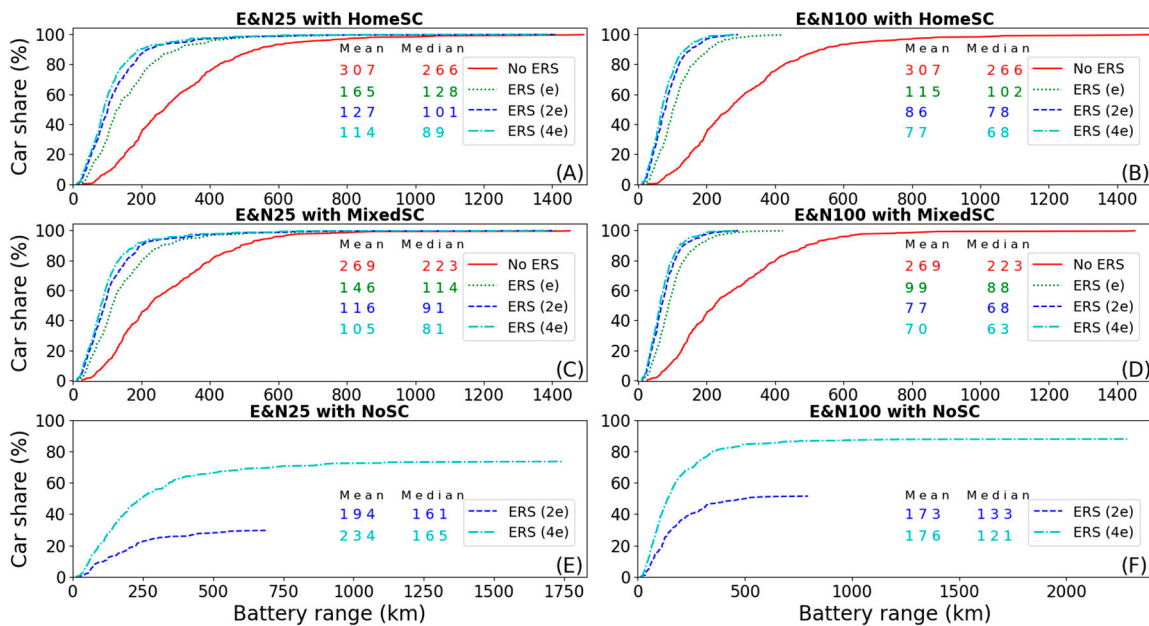 E&N25 with HomeSC
100
80
60
40
20
0
Car share (%)
Mean Median
307 266
165 128
127 101
114 89
No ERS
ERS (e)
ERS (2e)
ERS (4e)
(A)
0 200 400 600 800 1000 1200 1400
E&N100 with HomeSC
100
80
60
40
20
0
Mean Median
307 266
115 102
86 78
77 68
No ERS
ERS (e)
ERS (2e)
ERS (4e)
(B)
0 200 400 600 800 1000 1200 1400
E&N25 with MixedSC
100
80
60
40
20
0
Car share (%)
Mean Median
269 223
146 114
116 91
105 81
No ERS
ERS (e)
ERS (2e)
ERS (4e)
(C)
0 200 400 600 800 1000 1200 1400
E&N100 with MixedSC
100
80
60
40
20
0
Mean Median
269 223
99 88
77 68
70 63
No ERS
ERS (e)
ERS (2e)
ERS (4e)
(D)
0 200 400 600 800 1000 1200 1400
E&N25 with NoSC
100
80
60
40
20
0
Car share (%)
Mean Median
194 161
234 165
ERS (2e)
ERS (4e)
(E)
0 250 500 750 1000 1250 1500 1750
Battery range (km)
E&N100 with NoSC
100
80
60
40
20
0
Mean Median
173 133
176 121
ERS (2e)
ERS (4e)
(F)
0 500 1000 1500 2000
Battery range (km)